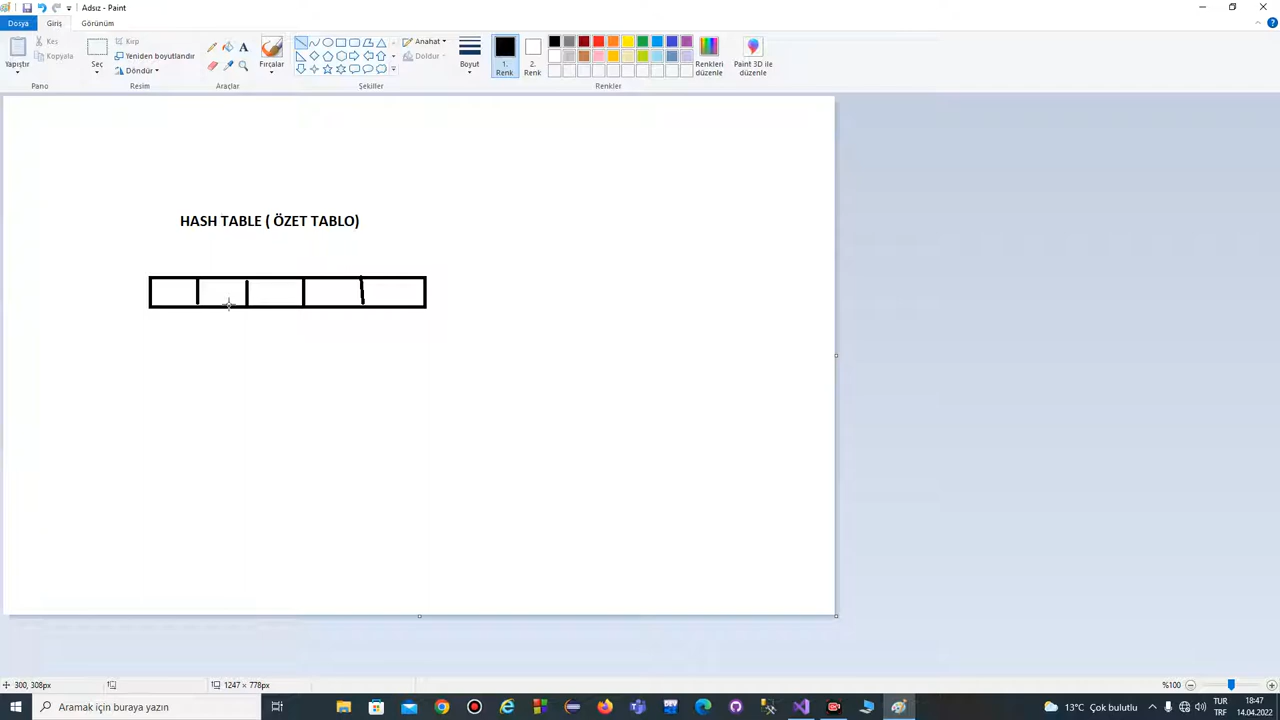 Adsız - Paint
Dosya
Giriş
Görünüm
Yapıştır
Kes
Kopyala
Pano
Seç
Kırp
Yeniden boyutlandır
Döndür
Resim
A
Araçlar
Fırçalar
Anahat
Doldur
Şekiller
Boyut
1. Renk
2. Renk
Renkleri düzenle
Paint 3D ile düzenle
Renkler
HASH TABLE ( ÖZET TABLO)
300, 308px
1247 × 778px
%100
Aramak için buraya yazın
DEV
13°C Çok bulutlu
TUR
TRF
18:47
14.04.2022